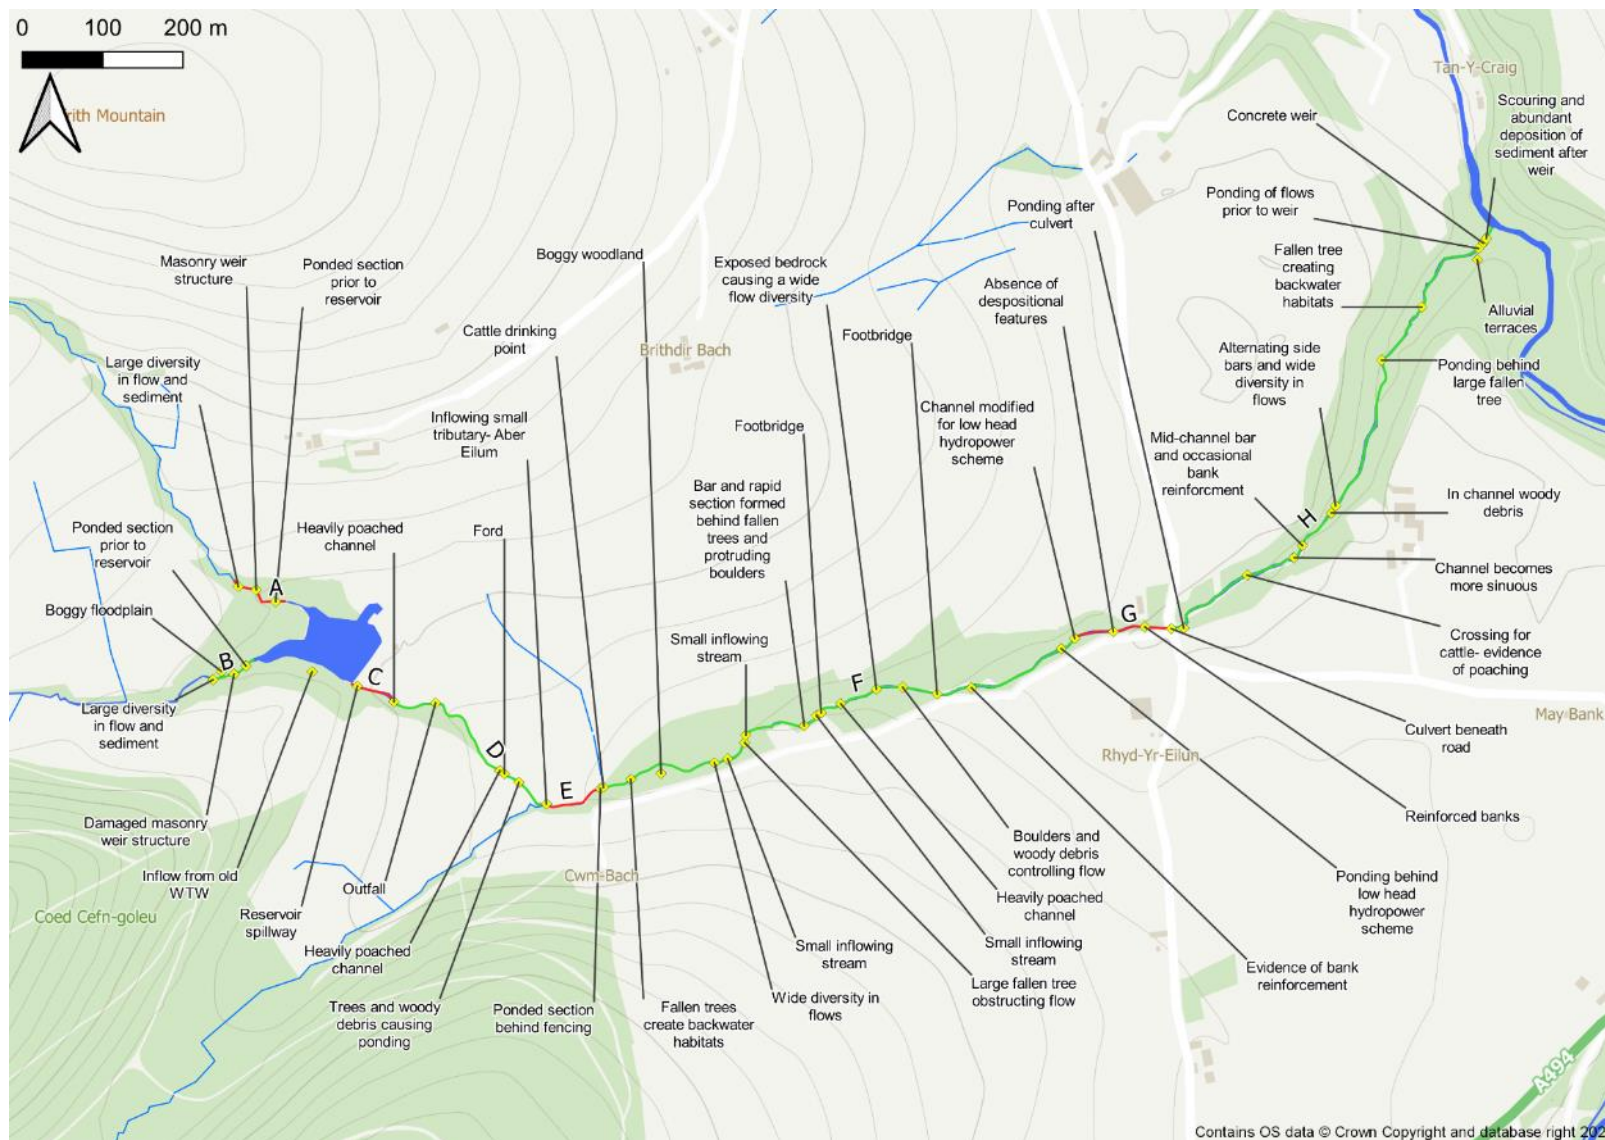 0 100 200 m
rith Mountain
Tan-Y-Craig
Concrete weir
Scouring and
abundant
deposition of
sediment after
weir
Ponding of flows
prior to weir
Ponding after
culvert
Fallen tree
creating
backwater
habitats
Alluvial
terraces
Masonry weir
structure
Ponded section
prior to
reservoir
Boggy woodland
Exposed bedrock
causing a wide
flow diversity
Absence of
despositional
features
Cattle drinking
point
Brithdir Bach
Footbridge
Alternating side
bars and wide
diversity in
flows
Ponding behind
large fallen
tree
Large diversity
in flow and
sediment
Inflowing small
tributary- Aber
Eilum
Footbridge
Channel modified
for low head
hydropower
scheme
Mid-channel bar
and occasional
bank
reinforcment
In channel woody
debris
Bar and rapid
section formed
behind fallen
trees and
protruding
boulders
Ponded section
prior to
reservoir
Heavily poached
channel
Ford
H
Channel becomes
more sinuous
A
Boggy floodplain
Small inflowing
stream
G
Crossing for
cattle- evidence
of poaching
B
C
F
Large diversity
in flow and
sediment
May Bank
Culvert beneath
road
D
E
Rhyd-Yr-Eilun
Damaged masonry
weir structure
Reinforced banks
Inflow from old
WTW
Outfall
Cwm-Bach
Boulders and
woody debris
controlling flow
Ponding behind
low head
hydropower
scheme
Coed Cefn-goleu
Reservoir
spillway
Heavily poached
channel
Heavily poached
channel
Small inflowing
stream
Small inflowing
stream
Evidence of bank
reinforcement
Trees and woody
debris causing
ponding
Ponded section
behind fencing
Fallen trees
create backwater
habitats
Wide diversity in
flows
Large fallen tree
obstructing flow
A494
Contains OS data © Crown Copyright and database right 202